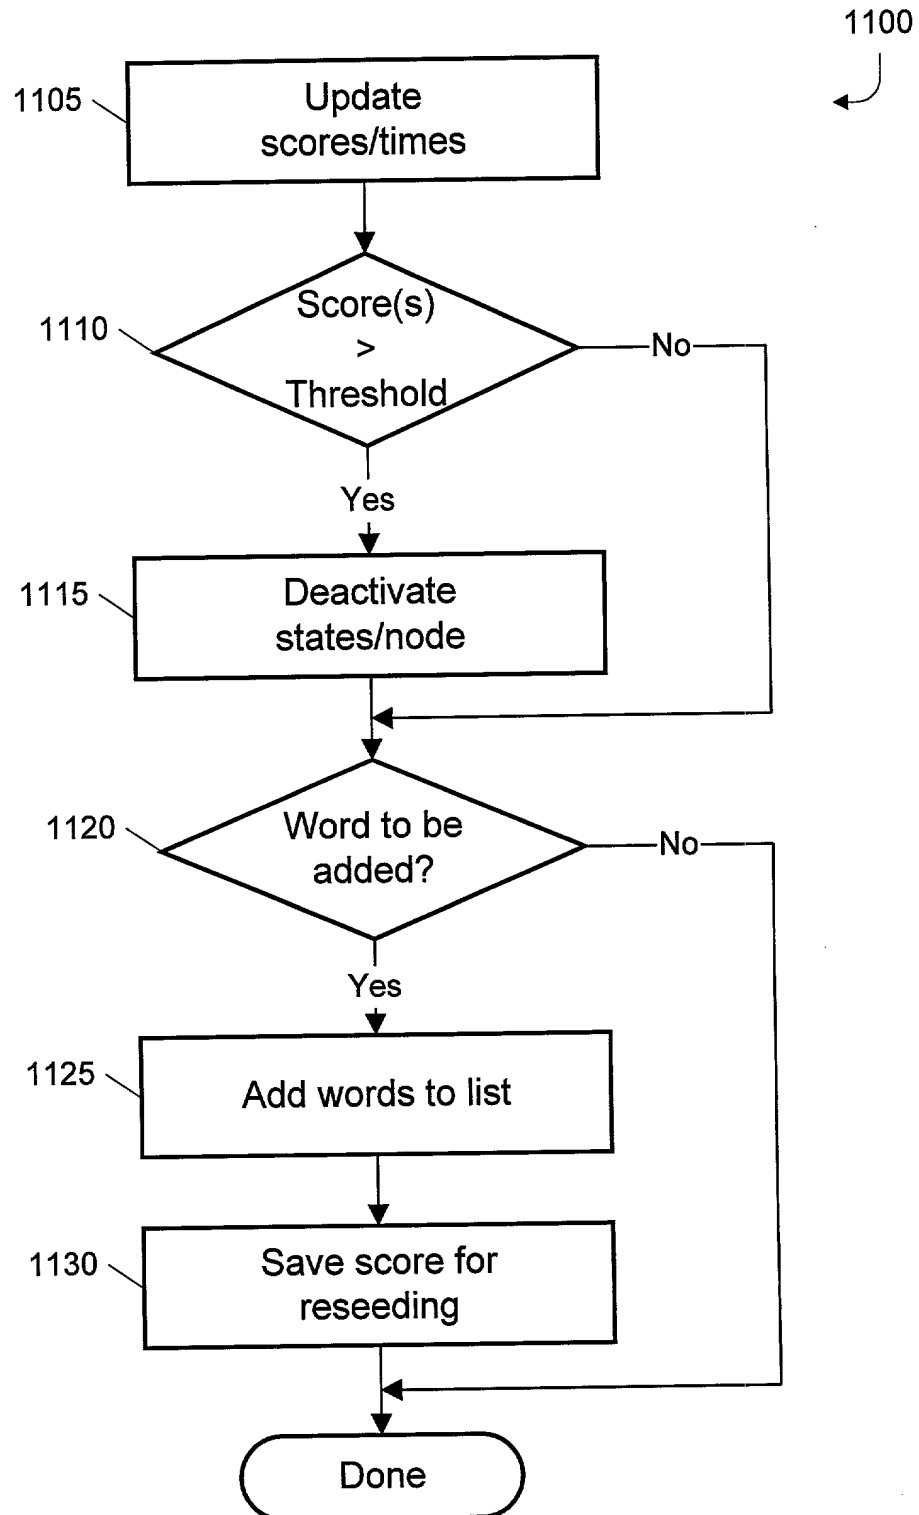 1100
1105
Update
scores/times
1110
Score(s)
>
Threshold
No
Yes
1115
Deactivate
states/node
1120
Word to be
added?
No
Yes
1125
Add words to list
1130
Save score for
reseeding
Done